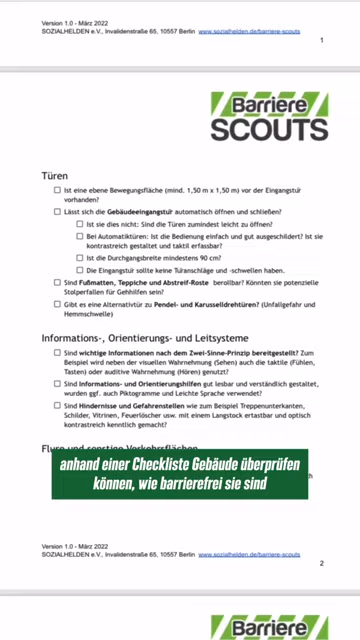 Version 1.0 - März 2022
SOZIALHELDEN e.V., Invalidenstraße 65, 10557 Berlin www.sozialhelden.de/barriere-scouts
1
Barriere
SCOUTS
Türen
Ist eine ebene Bewegungsfläche (mind. 1,50 m x 1,50 m) vor der Eingangstür
vorhanden?
Lässt sich die Gebäudeeingangstür automatisch öffnen und schließen?
Ist sie dies nicht: Sind die Türen zumindest leicht zu öffnen?
Bei Automatiktüren: Ist die Bedienung einfach und gut ausgeschildert? Ist sie
kontrastreich gestaltet und taktil erfassbar?
Ist die Durchgangsbreite mindestens 90 cm?
Die Eingangstür sollte keine Türanschläge und -schwellen haben.
Sind Fußmatten, Teppiche und Abstreif-Roste berollbar? Könnten sie potenzielle
Stolperfallen für Gehhilfen sein?
Gibt es eine Alternativtür zu Pendel- und Karusselldrehtüren? (Unfallgefahr und
Hemmschwelle)
Informations-, Orientierungs- und Leitsysteme
Sind wichtige Informationen nach dem Zwei-Sinne-Prinzip bereitgestellt? Zum
Beispiel wird neben der visuellen Wahrnehmung (Sehen) auch die taktile (Fühlen,
Tasten) oder auditive Wahrnehmung (Hören) genutzt?
Sind Informations- und Orientierungshilfen gut lesbar und verständlich gestaltet,
wurden ggf. auch Piktogramme und Leichte Sprache verwendet?
Sind Hindernisse und Gefahrenstellen wie zum Beispiel Treppenunterkanten,
Schilder, Vitrinen, Feuerlöscher usw. mit einem Langstock ertastbar und optisch
kontrastreich kenntlich gemacht?
Flure und sonstige Verkehrsflächen
anhand einer Checkliste Gebäude überprüfen
können, wie barrierefrei sie sind
Version 1.0 - März 2022
SOZIALHELDEN e.V., Invalidenstraße 65, 10557 Berlin www.sozialhelden.de/barriere-scouts
2
Barriere